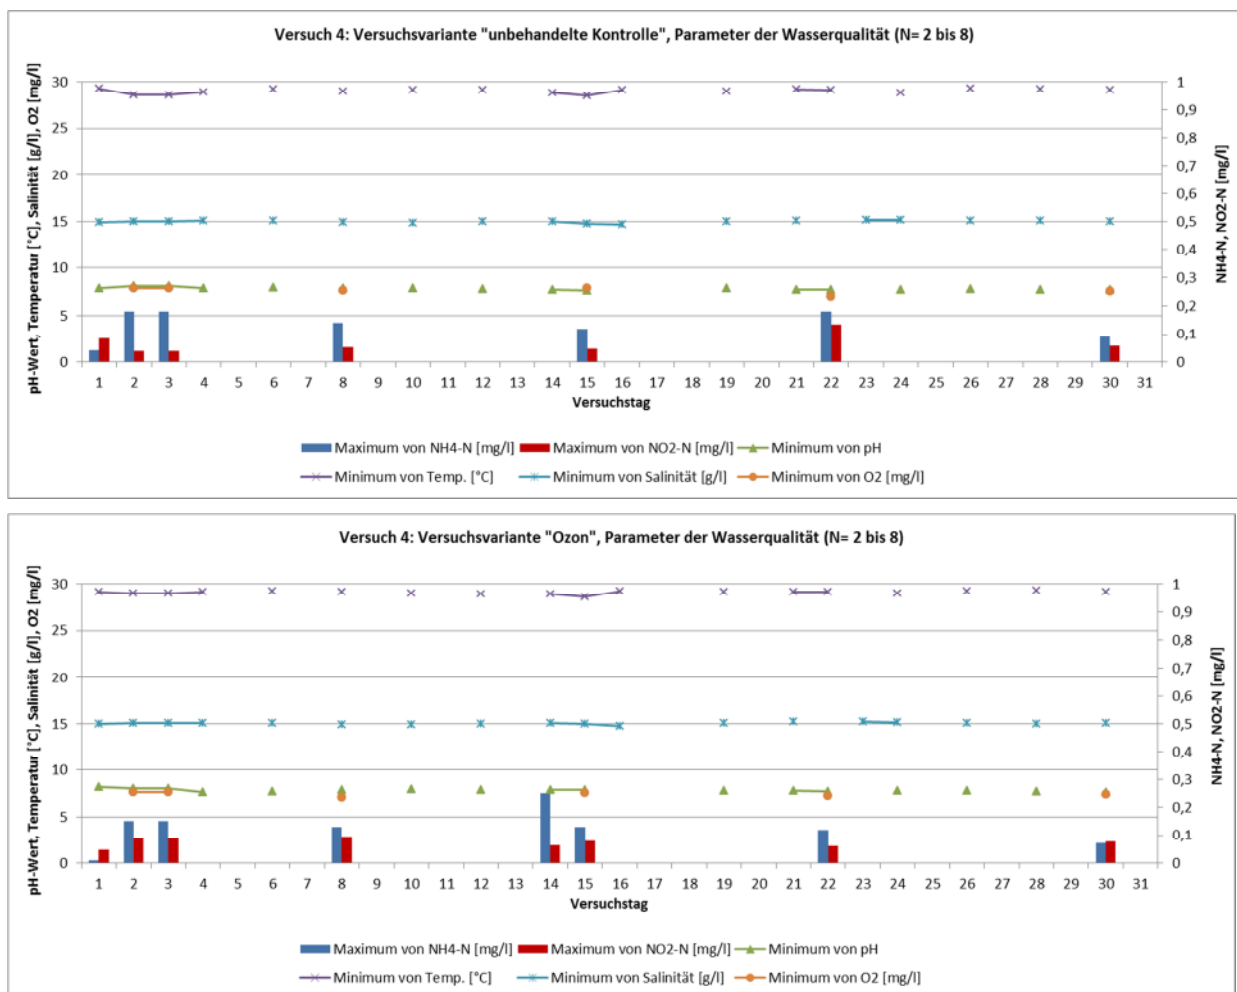 Versuch 4: Versuchsvariante "unbehandelte Kontrolle", Parameter der Wasserqualität (N= 2 bis 8)
pH-Wert, Temperatur [°C], Salinität [g/l], O2 [mg/l]
30
25
20
15
10
5
0
1
0,9
0,8
0,7
0,6
0,5
0,4
0,3
0,2
0,1
0
NH4-N, NO2-N [mg/l]
1 2 3 4 5 6 7 8 9 10 11 12 13 14 15 16 17 18 19 20 21 22 23 24 25 26 27 28 29 30 31
Versuchstag
Maximum von NH4-N [mg/l] Maximum von NO2-N [mg/l] Minimum von pH
Minimum von Temp. [°C] Minimum von Salinität [g/l] Minimum von O2 [mg/l]
Versuch 4: Versuchsvariante "Ozon", Parameter der Wasserqualität (N= 2 bis 8)
pH-Wert, Temperatur [°C], Salinität [g/l], O2 [mg/l]
30
25
20
15
10
5
0
1
0,9
0,8
0,7
0,6
0,5
0,4
0,3
0,2
0,1
0
NH4-N, NO2-N [mg/l]
1 2 3 4 5 6 7 8 9 10 11 12 13 14 15 16 17 18 19 20 21 22 23 24 25 26 27 28 29 30 31
Versuchstag
Maximum von NH4-N [mg/l] Maximum von NO2-N [mg/l] Minimum von pH
Minimum von Temp. [°C] Minimum von Salinität [g/l] Minimum von O2 [mg/l]